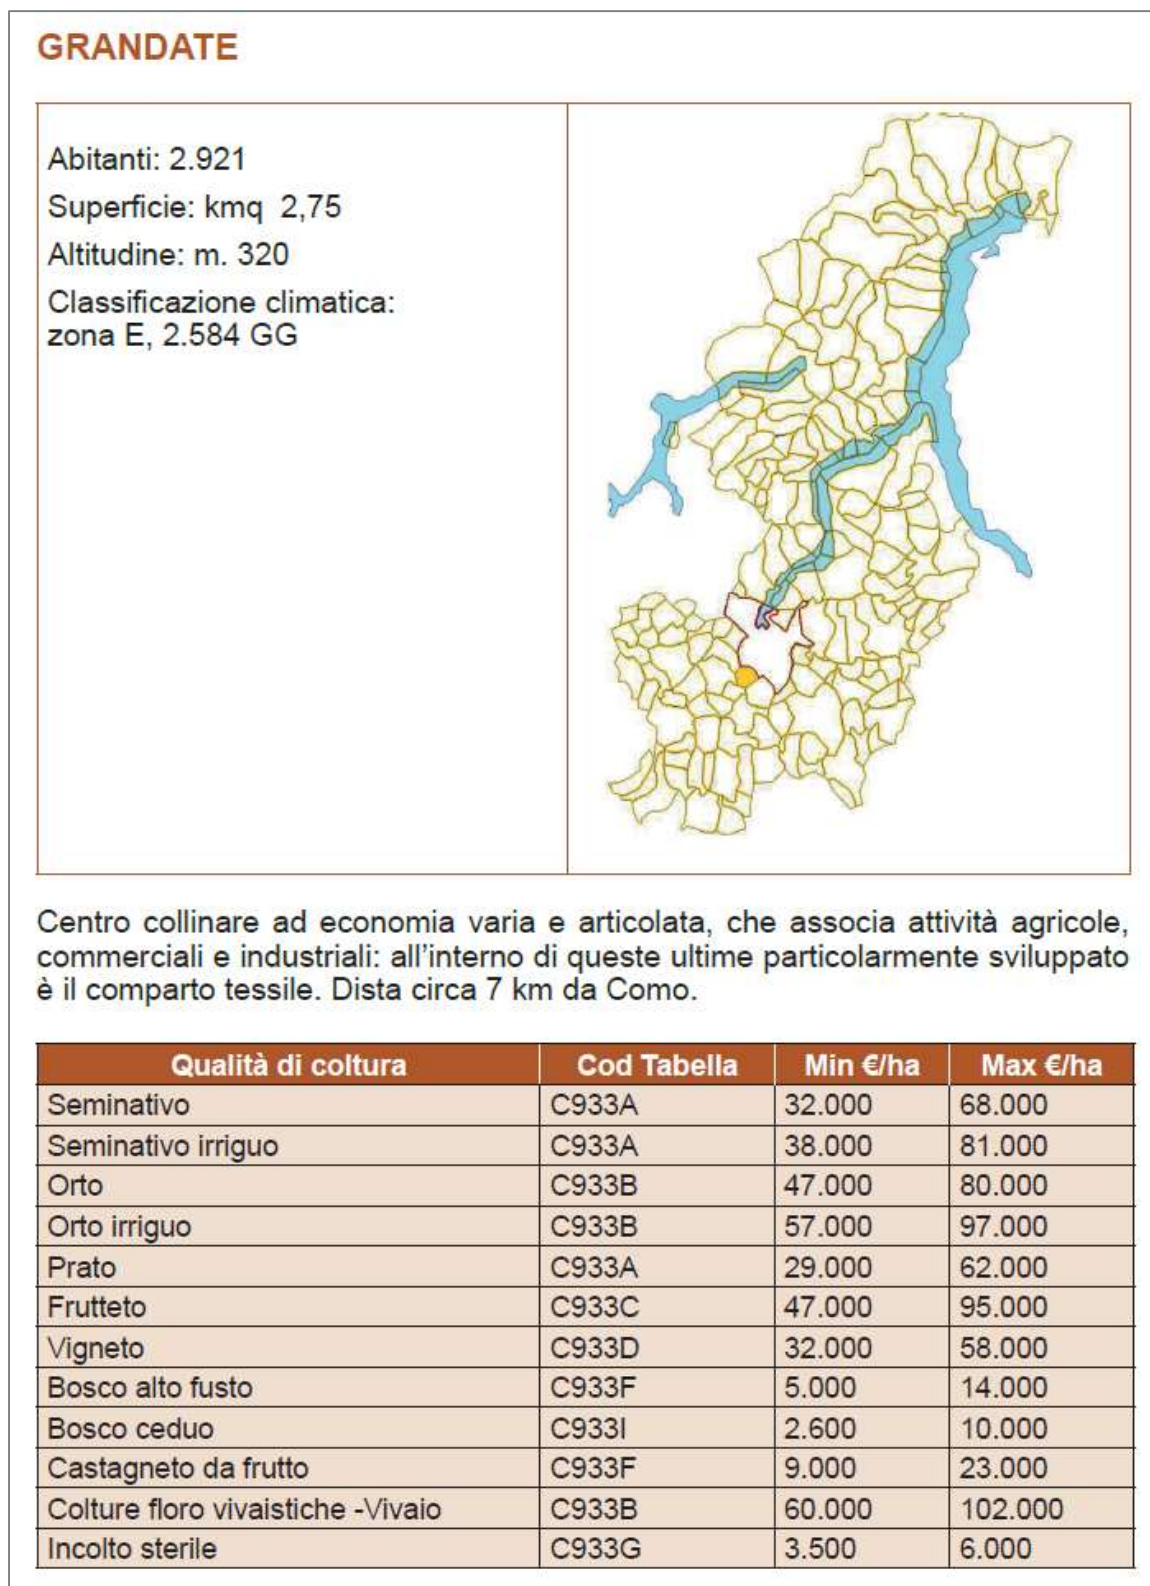 GRANDATE
Abitanti: 2.921
Superficie: kmq 2,75
Altitudine: m. 320
Classificazione climatica:
zona E, 2.584 GG
Centro collinare ad economia varia e articolata, che associa attività agricole,
commerciali e industriali: all'interno di queste ultime particolarmente sviluppato
è il comparto tessile. Dista circa 7 km da Como.
Qualità di coltura Cod Tabella Min €/ha Max €/ha
Seminativo C933A 32.000 68.000
Seminativo irriguo C933A 38.000 81.000
Orto C933B 47.000 80.000
Orto irriguo C933B 57.000 97.000
Prato C933A 29.000 62.000
Frutteto C933C 47.000 95.000
Vigneto C933D 32.000 58.000
Bosco alto fusto C933F 5.000 14.000
Bosco ceduo C933I 2.600 10.000
Castagneto da frutto C933F 9.000 23.000
Colture floro vivaistiche -Vivaio C933B 60.000 102.000
Incolto sterile C933G 3.500 6.000